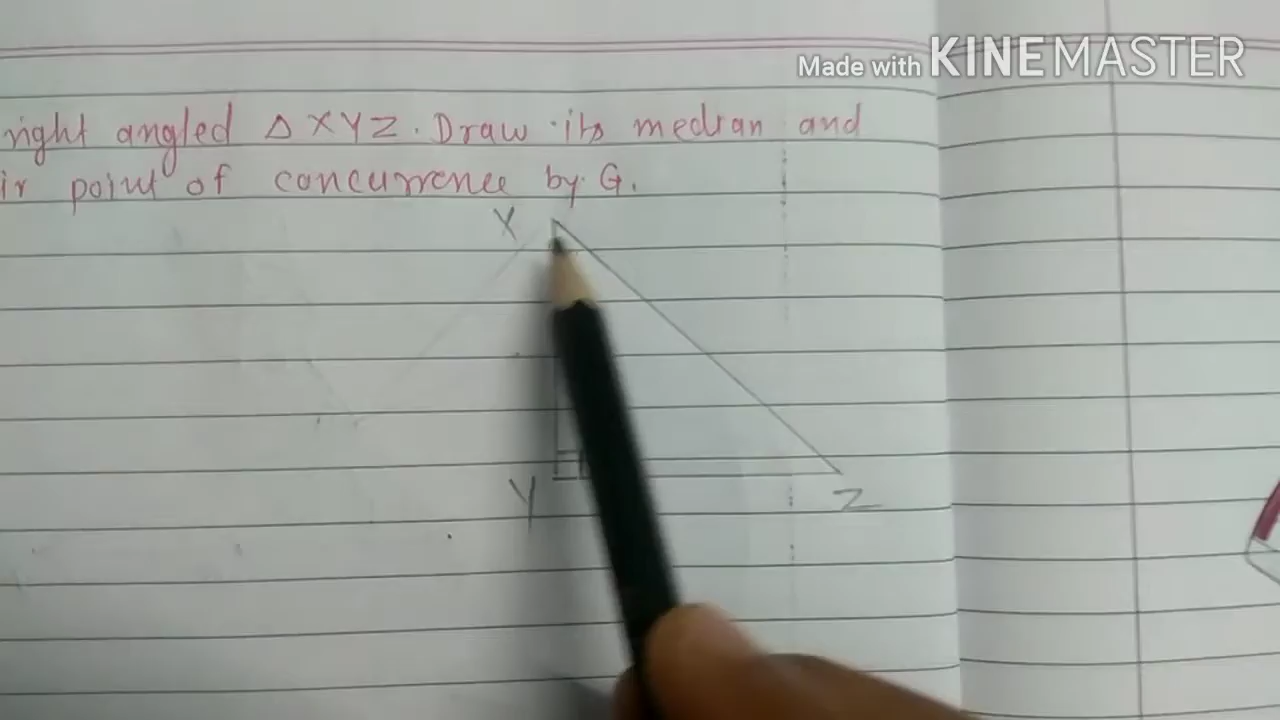 Made with KINEMASTER
right angled Δ XYZ. Draw its median and
ir point of concurrence by G.
X
Y
Z